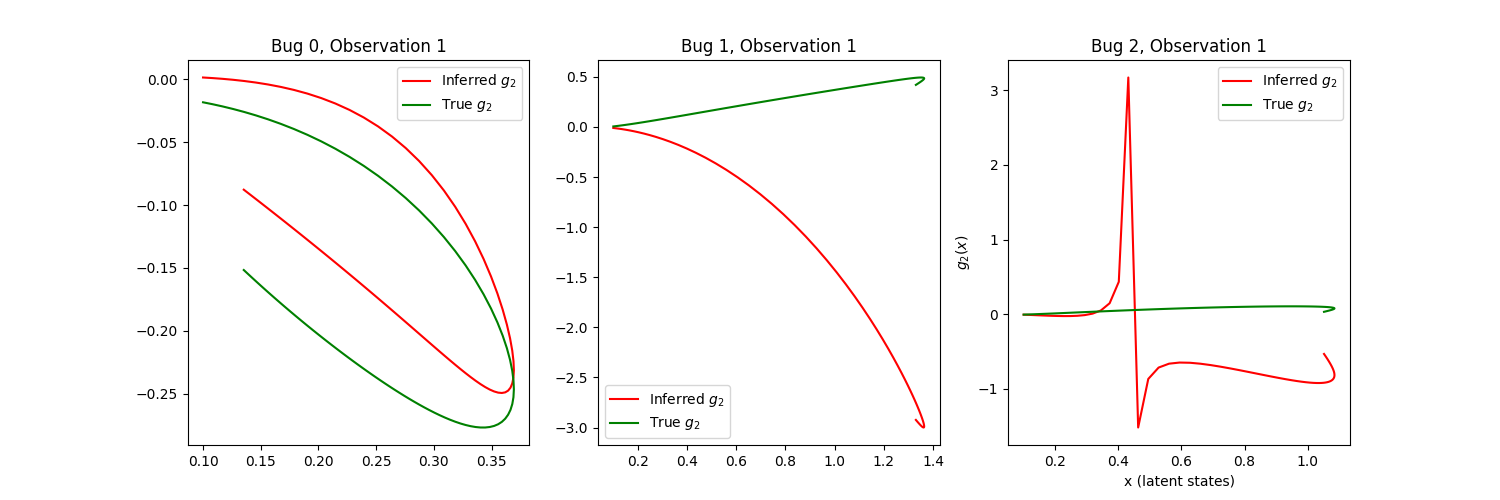 Bug 0, Observation 1
Inferred g₂
True g₂
0.00
−0.05
−0.10
−0.15
−0.20
−0.25
0.10 0.15 0.20 0.25 0.30 0.35
Bug 1, Observation 1
0.5
0.0
−0.5
−1.0
−1.5
−2.0
−2.5
−3.0
Inferred g₂
True g₂
0.2 0.4 0.6 0.8 1.0 1.2 1.4
Bug 2, Observation 1
Inferred g₂
True g₂
g₂(x)
3
2
1
0
−1
0.2 0.4 0.6 0.8 1.0
x (latent states)